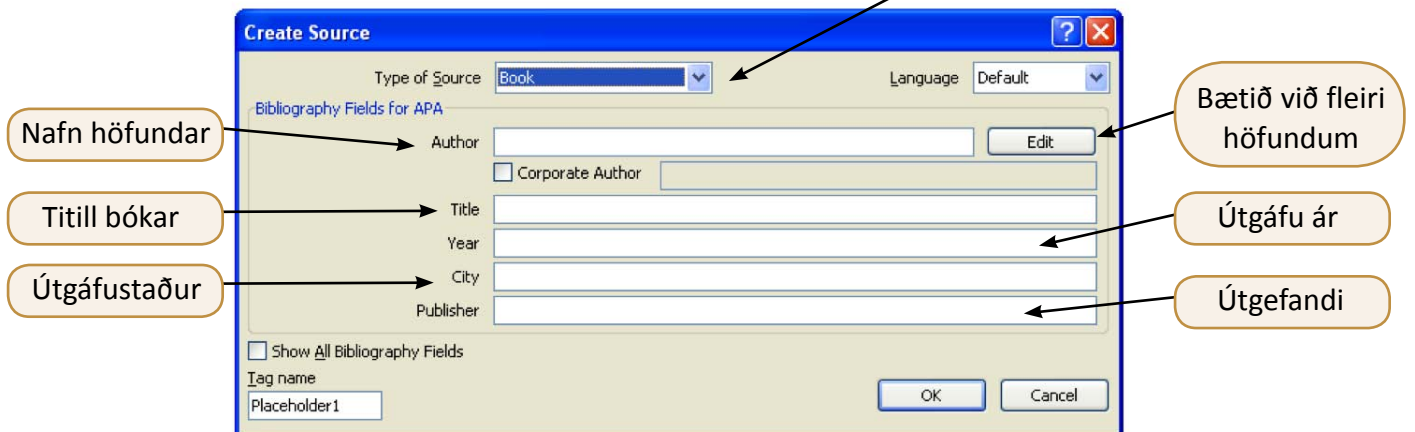 Create Source
Type of Source Book Language Default
Bibliography Fields for APA
Nafn höfundar
Author Edit
Bætið við fleiri
höfundum
Corporate Author
Titill bókar
Title
Útgáfu ár
Year
Útgáfustaður
City
Útgefandi
Publisher
Show All Bibliography Fields
Tag name
Placeholder1
OK Cancel